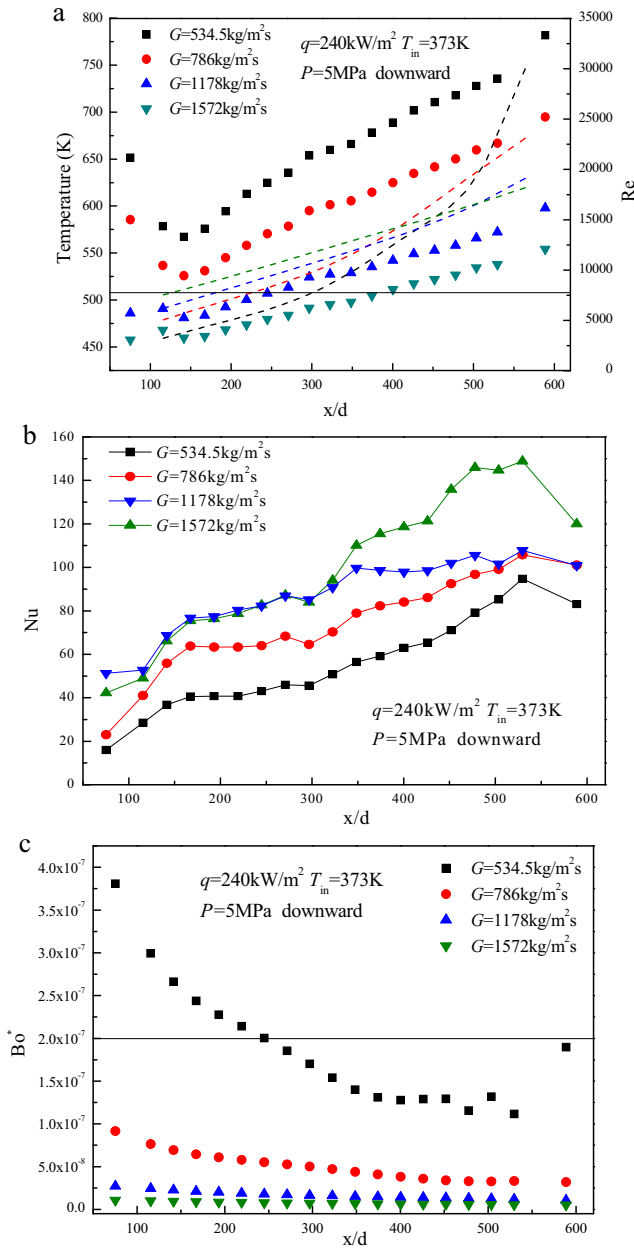 a
G=534.5kg/m²s
G=786kg/m²s
G=1178kg/m²s
G=1572kg/m²s
q=240kW/m² T_in=373K
P=5MPa downward
800
750
700
650
600
550
500
450
Temperature (K)
35000
30000
25000
20000
15000
10000
5000
0
Re
0
100
200
300
400
500
600
x/d
b
G=534.5kg/m²s
G=786kg/m²s
G=1178kg/m²s
G=1572kg/m²s
q=240kW/m² T_in=373K
P=5MPa downward
160
140
120
100
80
60
40
20
0
Nu
100
200
300
400
500
600
x/d
c
q=240kW/m² T_in=373K
P=5MPa downward
G=534.5kg/m²s
G=786kg/m²s
G=1178kg/m²s
G=1572kg/m²s
4.0x10⁻⁷
3.5x10⁻⁷
3.0x10⁻⁷
2.5x10⁻⁷
2.0x10⁻⁷
1.5x10⁻⁷
1.0x10⁻⁷
5.0x10⁻⁸
0.0
Bo*
100
200
300
400
500
600
x/d